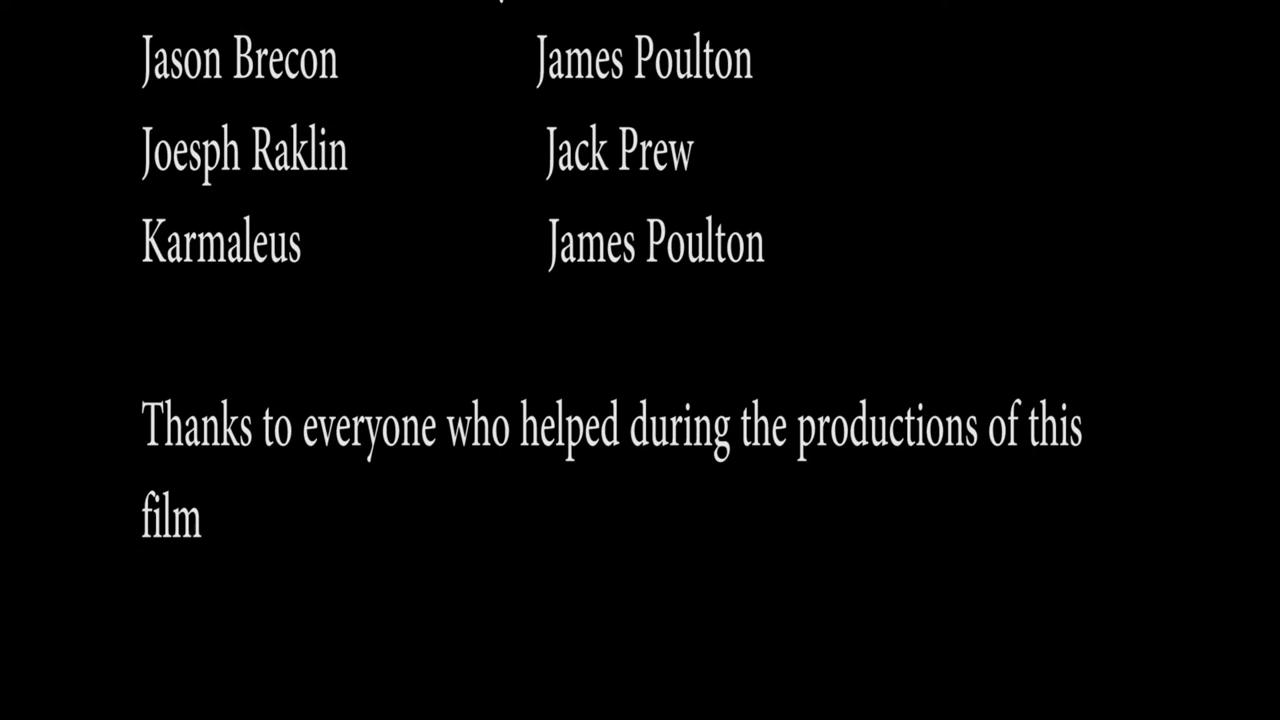 Jason Brecon James Poulton
Joesph Raklin Jack Prew
Karmaleus James Poulton
Thanks to everyone who helped during the productions of this
film